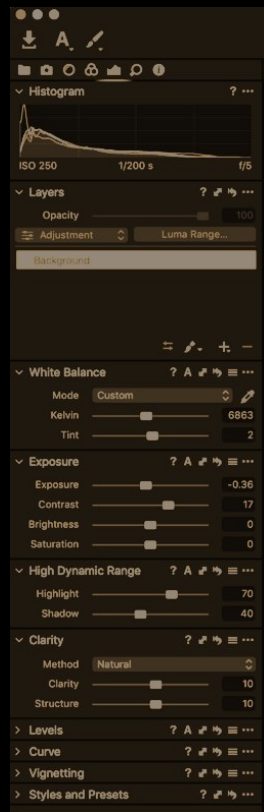 A
Histogram ?
ISO 250 1/200 s f/5
Layers ?
Opacity 100
Adjustment Luma Range...
Background
White Balance ? A
Mode Custom
Kelvin 6863
Tint 2
Exposure ? A
Exposure -0.36
Contrast 17
Brightness 0
Saturation 0
High Dynamic Range ? A
Highlight 70
Shadow 40
Clarity ?
Method Natural
Clarity 10
Structure 10
Levels ? A
Curve ?
Vignetting ?
Styles and Presets ?